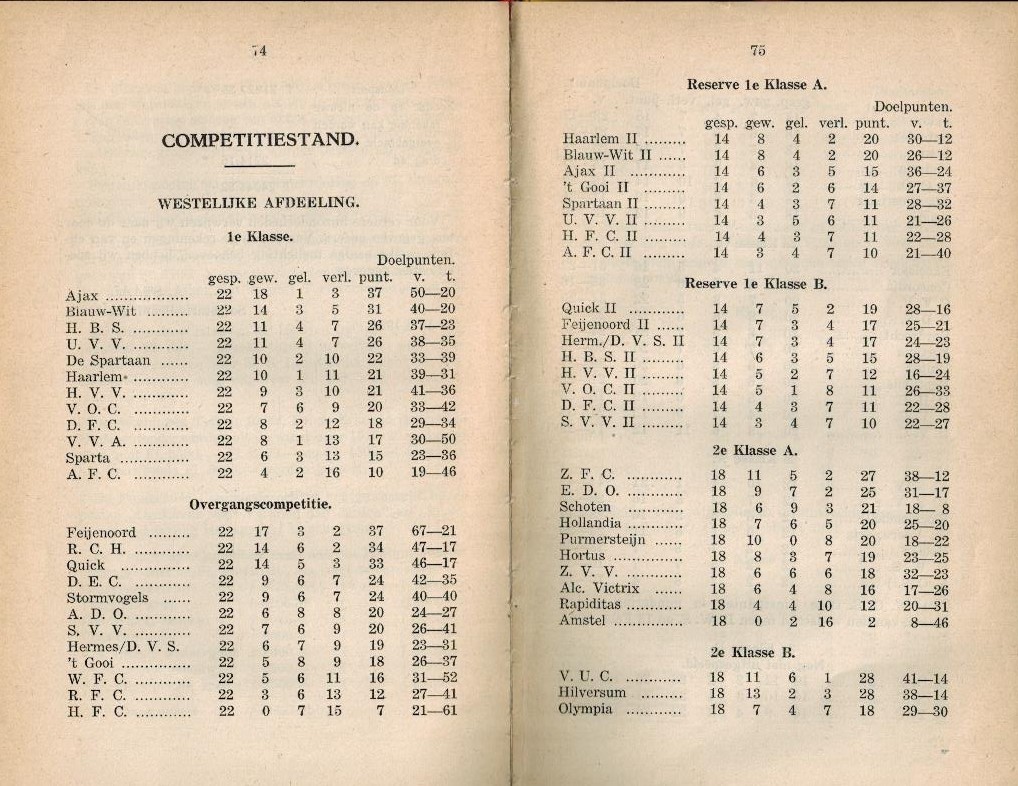 74
COMPETITIESTAND.
WESTELIJKE AFDEELING.
1e Klasse.
Doelpunten.
gesp. gew. gel. verl. punt. v. t.
Ajax .................. 22 18 1 3 37 50—20
Blauw-Wit ......... 22 14 3 5 31 40—20
H. B. S. ............ 22 11 4 7 26 37—23
U. V. V. ............ 22 11 4 7 26 38—35
De Spartaan ...... 22 10 2 10 22 33—39
Haarlem ............ 22 10 1 11 21 39—31
H. V. V. ............ 22 9 3 10 21 41—36
V. O. C. ............ 22 7 6 9 20 33—42
D. F. C. ............ 22 8 2 12 18 29—34
V. V. A. ............ 22 8 1 13 17 30—50
Sparta ............... 22 6 3 13 15 23—36
A. F. C. ............ 22 4 2 16 10 19—46
Overgangscompetitie.
Feijenoord ......... 22 17 3 2 37 67—21
R. C. H. ............ 22 14 6 2 34 47—17
Quick ............... 22 14 5 3 33 46—17
D. E. C. ............ 22 9 6 7 24 42—35
Stormvogels ...... 22 9 6 7 24 40—40
A. D. O. ............ 22 6 8 8 20 24—27
S. V. V. ............ 22 7 6 9 20 26—41
Hermes/D. V. S. 22 6 7 9 19 23—31
't Gooi ............... 22 5 8 9 18 26—37
W. F. C. ............ 22 5 6 11 16 31—52
R. F. C. ............ 22 3 6 13 12 27—41
H. F. C. ............ 22 0 7 15 7 21—61
75
Reserve 1e Klasse A.
Doelpunten.
gesp. gew. gel. verl. punt. v. t.
Haarlem II ......... 14 8 4 2 20 30—12
Blauw-Wit II ...... 14 8 4 2 20 26—12
Ajax II ............ 14 6 3 5 15 36—24
't Gooi II ......... 14 6 2 6 14 27—37
Spartaan II ......... 14 4 3 7 11 28—32
U. V. V. II ......... 14 3 5 6 11 21—26
H. F. C. II ......... 14 4 3 7 11 22—28
A. F. C. II ......... 14 3 4 7 10 21—40
Reserve 1e Klasse B.
Quick II ............ 14 7 5 2 19 28—16
Feijenoord II ...... 14 7 3 4 17 25—21
Herm./D. V. S. II 14 7 3 4 17 24—23
H. B. S. II ......... 14 6 3 5 15 28—19
H. V. V. II ......... 14 5 2 7 12 16—24
V. O. C. II ......... 14 5 1 8 11 26—33
D. F. C. II ......... 14 4 3 7 11 22—28
S. V. V. II ......... 14 3 4 7 10 22—27
2e Klasse A.
Z. F. C. ............ 18 11 5 2 27 38—12
E. D. O. ............ 18 9 7 2 25 31—17
Schoten ............ 18 6 9 3 21 18— 8
Hollandia ............ 18 7 6 5 20 25—20
Purmersteijn ...... 18 10 0 8 20 18—22
Hortus ............... 18 8 3 7 19 23—25
Z. V. V. ............ 18 6 6 6 18 32—23
Alc. Victrix ...... 18 6 4 8 16 17—26
Rapiditas ............ 18 4 4 10 12 20—31
Amstel ............... 18 0 2 16 2 8—46
2e Klasse B.
V. U. C. ............ 18 11 6 1 28 41—14
Hilversum ......... 18 13 2 3 28 38—14
Olympia ............ 18 7 4 7 18 29—30